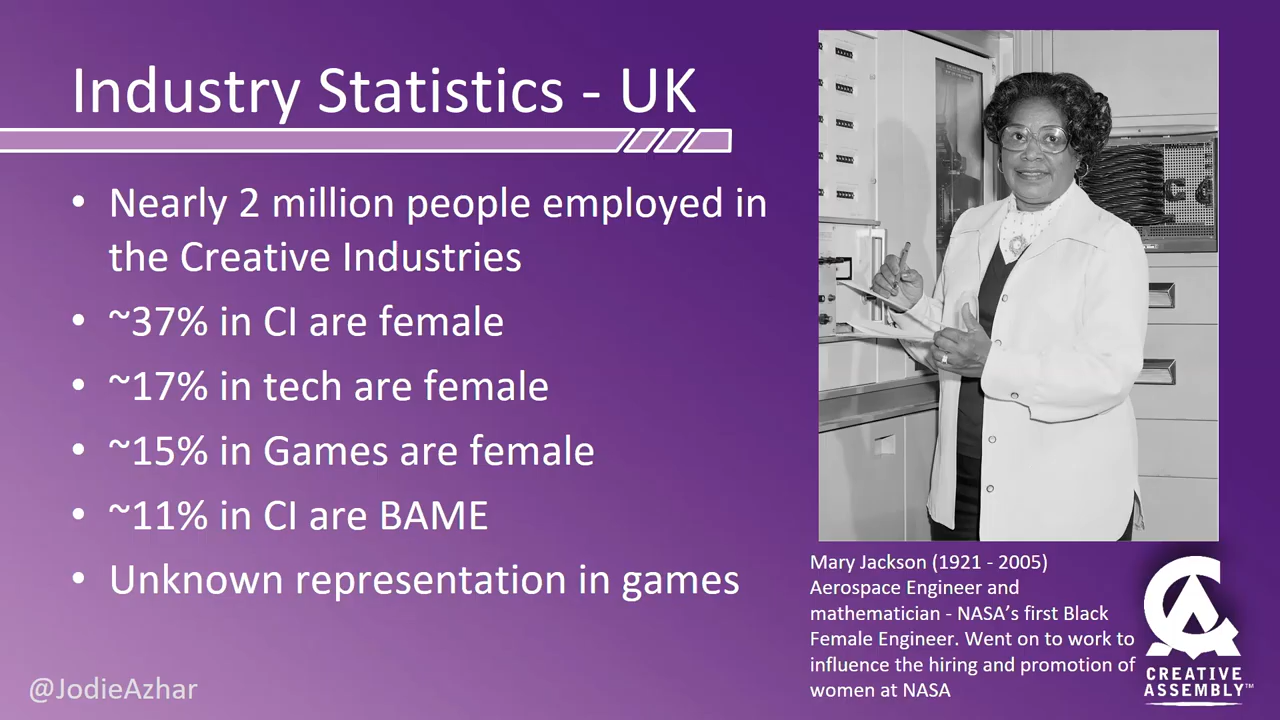 Industry Statistics - UK
• Nearly 2 million people employed in
the Creative Industries
• ~37% in CI are female
• ~17% in tech are female
• ~15% in Games are female
• ~11% in CI are BAME
• Unknown representation in games
@JodieAzhar
Mary Jackson (1921 - 2005)
Aerospace Engineer and
mathematician - NASA's first Black
Female Engineer. Went on to work to
influence the hiring and promotion of
women at NASA
CREATIVE
ASSEMBLY™